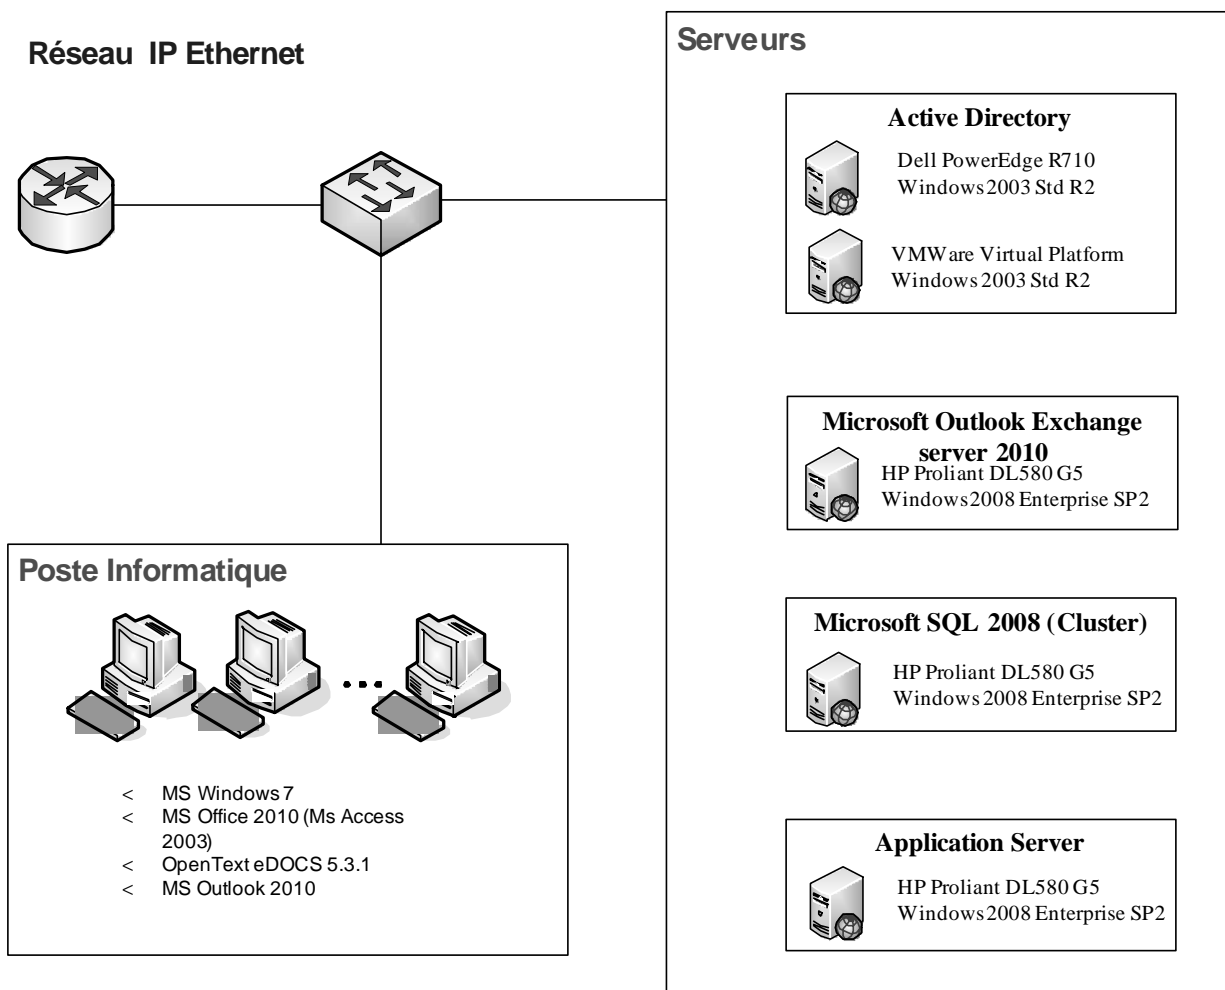 Réseau IP Ethernet
Serveurs
Active Directory
Dell PowerEdge R710
Windows 2003 Std R2
VMWare Virtual Platform
Windows 2003 Std R2
Microsoft Outlook Exchange
server 2010
HP Proliant DL580 G5
Windows 2008 Enterprise SP2
Microsoft SQL 2008 (Cluster)
HP Proliant DL580 G5
Windows 2008 Enterprise SP2
Application Server
HP Proliant DL580 G5
Windows 2008 Enterprise SP2
Poste Informatique
< MS Windows 7
< MS Office 2010 (Ms Access
2003)
< OpenText eDOCS 5.3.1
< MS Outlook 2010